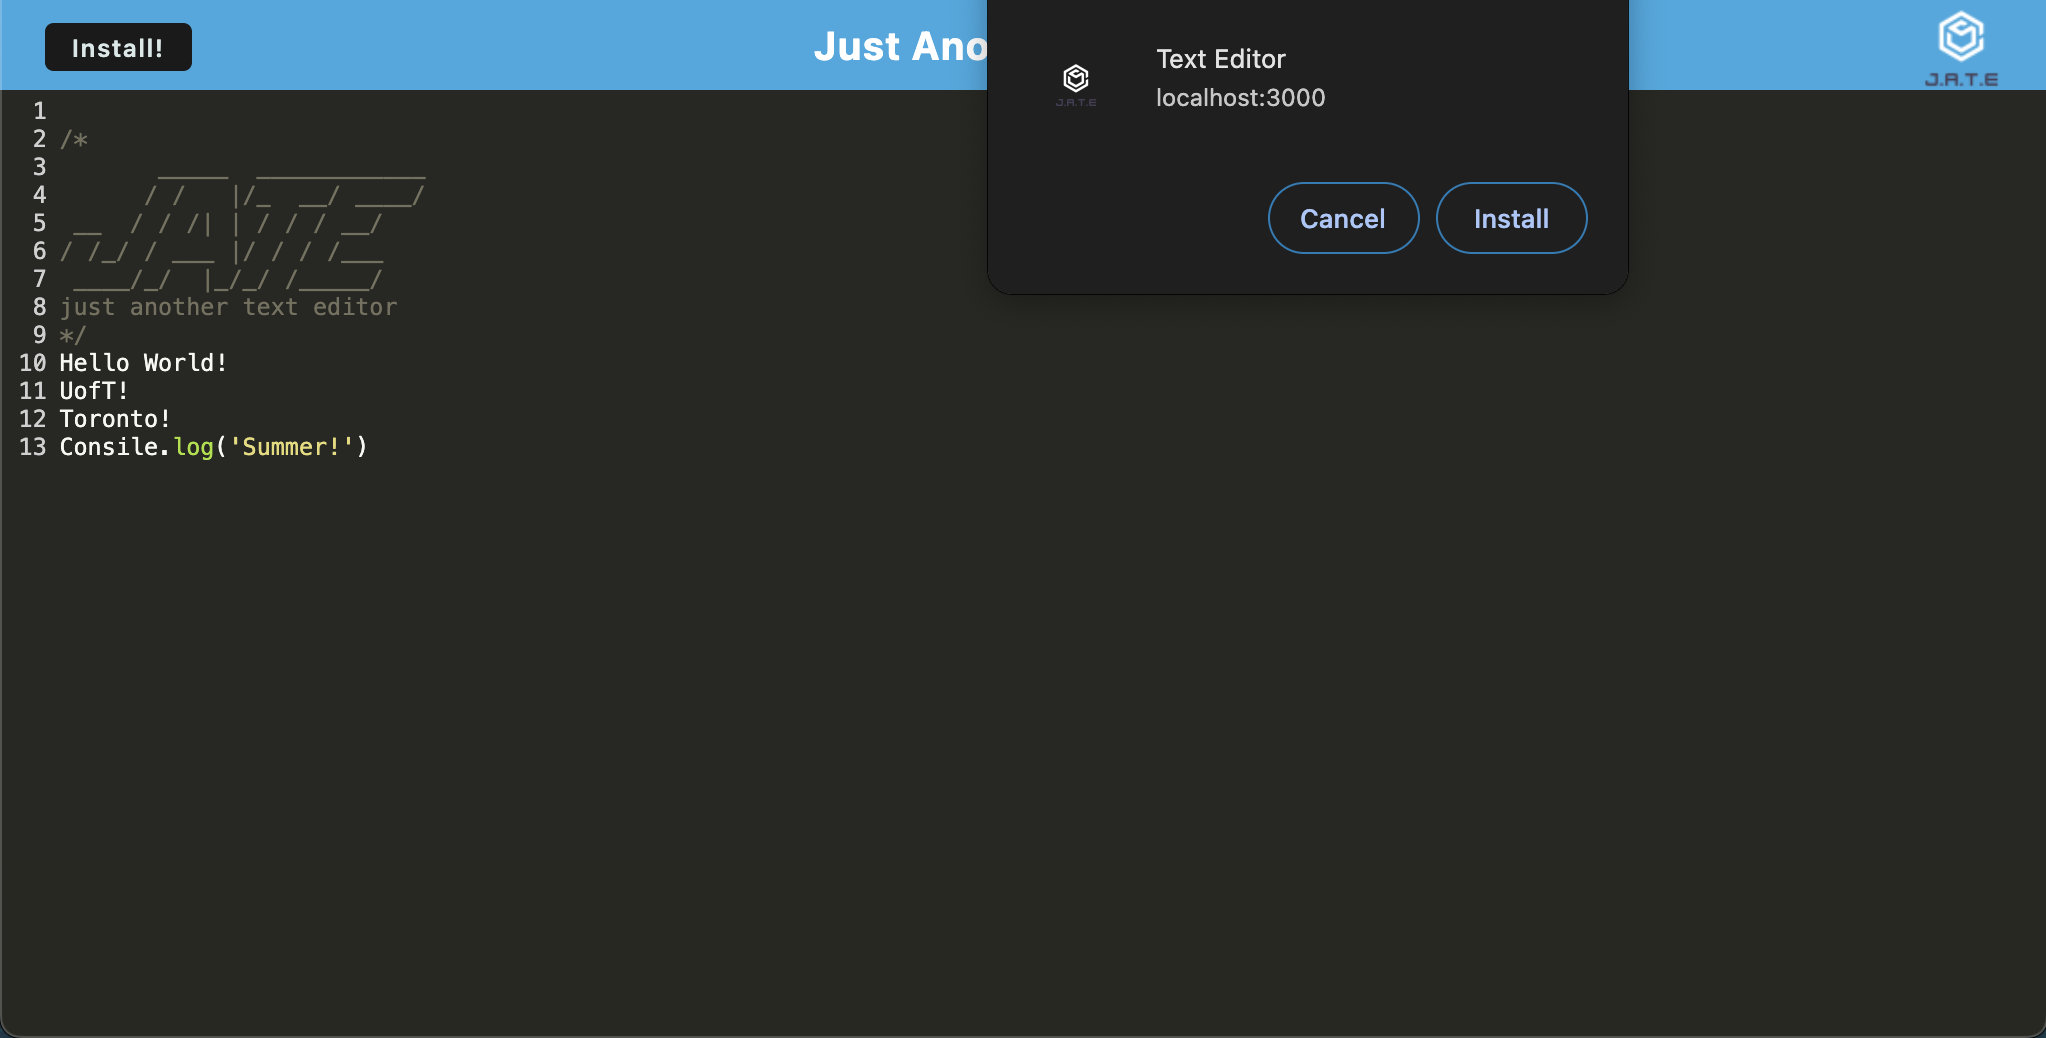 Install!
Just Ano
J.A.T.E
Text Editor
localhost:3000
J.A.T.E
Cancel
Install
1
2 /*
3        _____  ____________
4       / /   |/_  __/ ____/
5  __  / / /| | / / / __/
6 / /_/ / ___ |/ / / /___
7  ____/_/  |_/_/ /_____/
8 just another text editor
9 */
10 Hello World!
11 UofT!
12 Toronto!
13 Consile.log('Summer!')